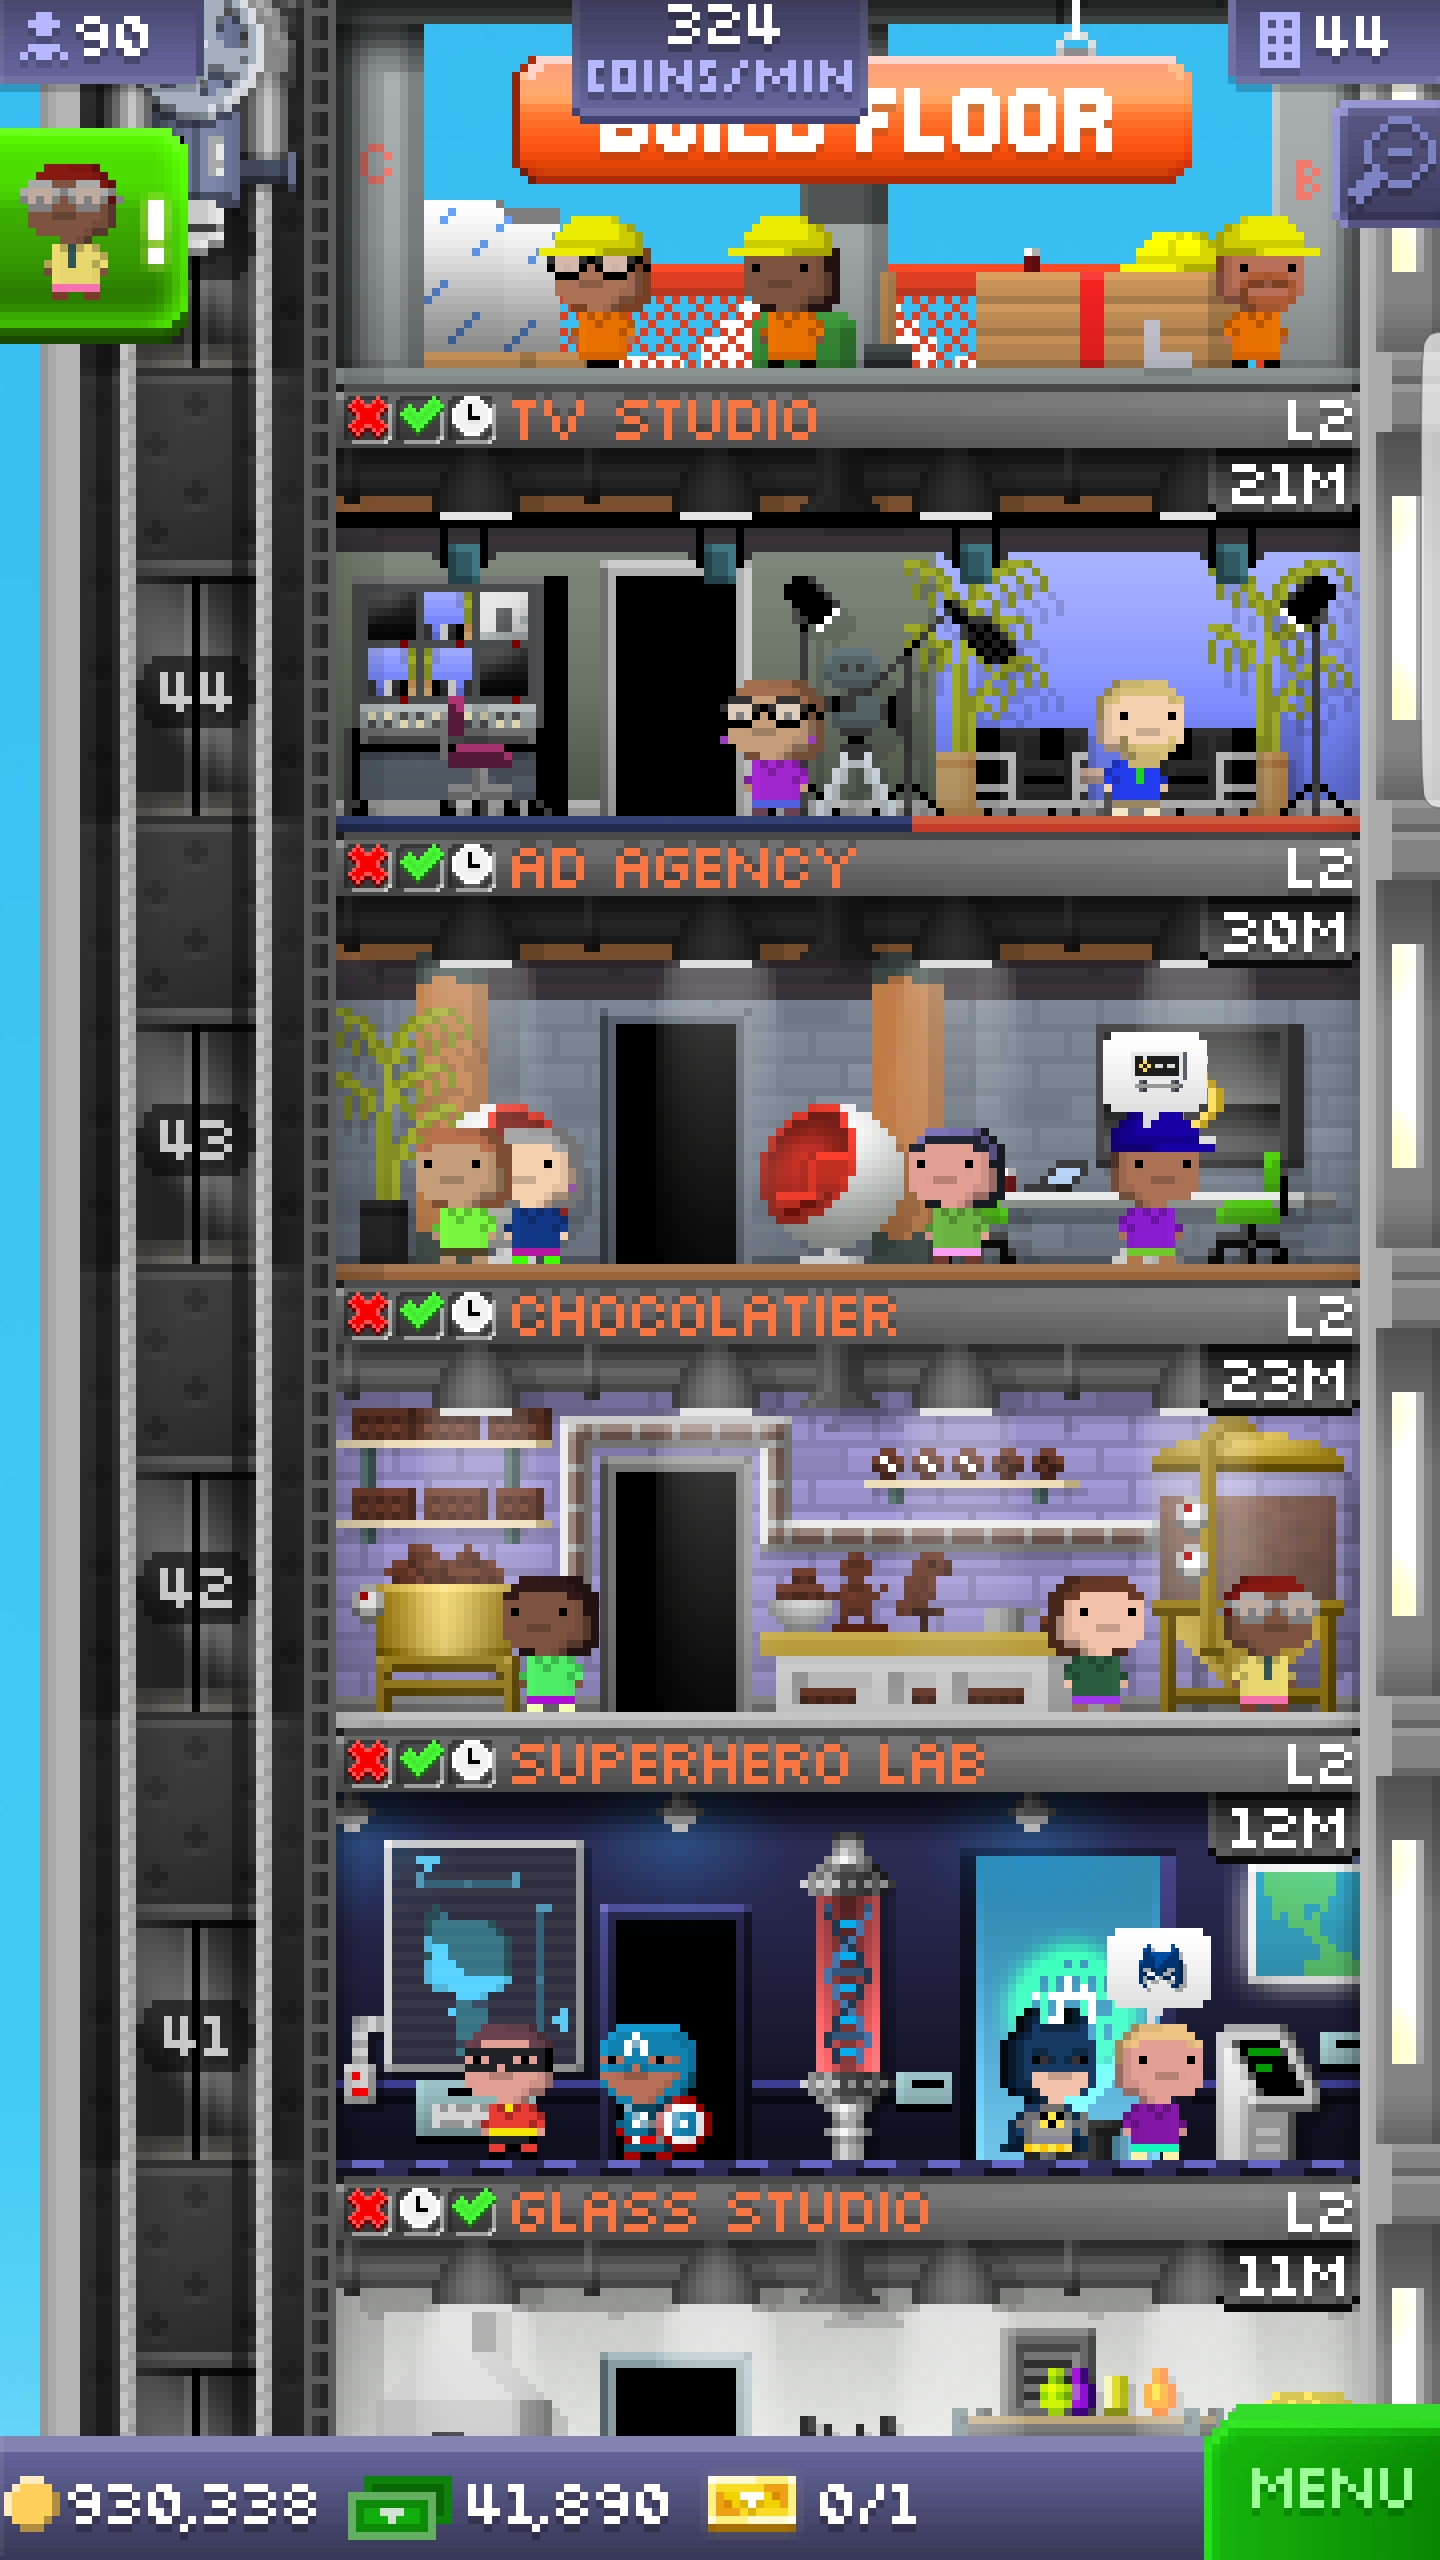 90
324
COINS/MIN
44
BUILD FLOOR
C
B
!
TV STUDIO L2
21M
44
AD AGENCY L2
30M
43
CHOCOLATIER L2
23M
42
SUPERHERO LAB L2
12M
41
GLASS STUDIO L2
11M
930,338 41,890 0/1
MENU